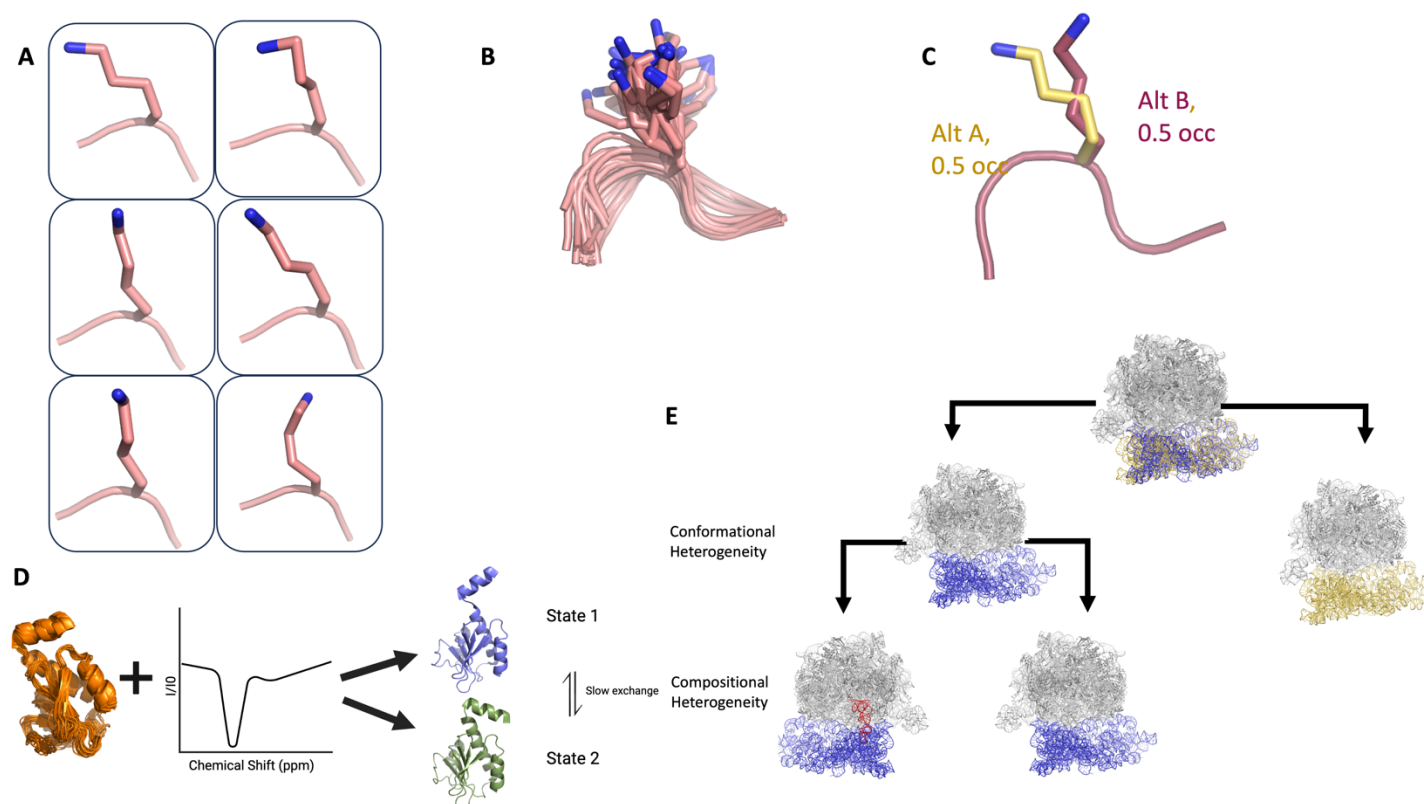 A
B
C
Alt A,
0.5 occ
Alt B,
0.5 occ
D
I/I0
Chemical Shift (ppm)
State 1
Slow exchange
State 2
E
Conformational
Heterogeneity
Compositional
Heterogeneity